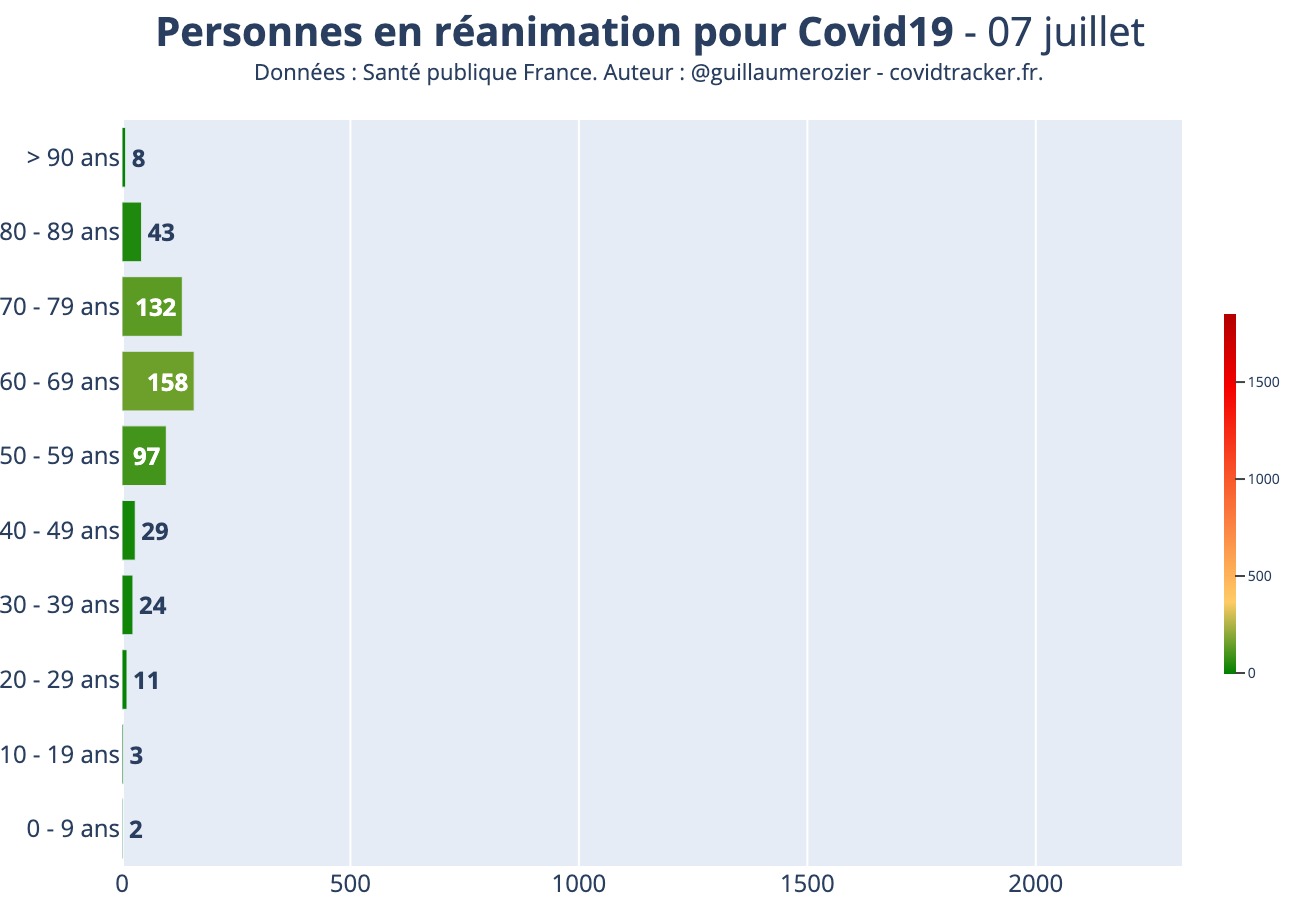 Personnes en réanimation pour Covid19 - 07 juillet
Données : Santé publique France. Auteur : @guillaumerozier - covidtracker.fr.
> 90 ans 8
80 - 89 ans 43
70 - 79 ans 132
60 - 69 ans 158
50 - 59 ans 97
40 - 49 ans 29
30 - 39 ans 24
20 - 29 ans 11
10 - 19 ans 3
0 - 9 ans 2
0 500 1000 1500 2000
1500
1000
500
0